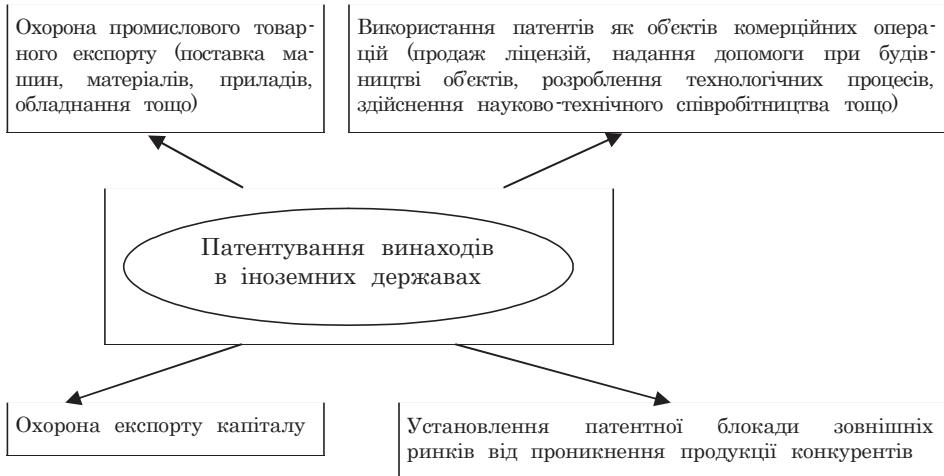 Охорона промислового товар-
ного експорту (поставка ма-
шин, матеріалів, приладів,
обладнання тощо)
Використання патентів як об'єктів комерційних опера-
цій (продаж ліцензій, надання допомоги при будів-
ництві об'єктів, розроблення технологічних процесів,
здійснення науково-технічного співробітництва тощо)
Патентування винаходів
в іноземних державах
Охорона експорту капіталу
Установлення патентної блокади зовнішніх
ринків від проникнення продукції конкурентів